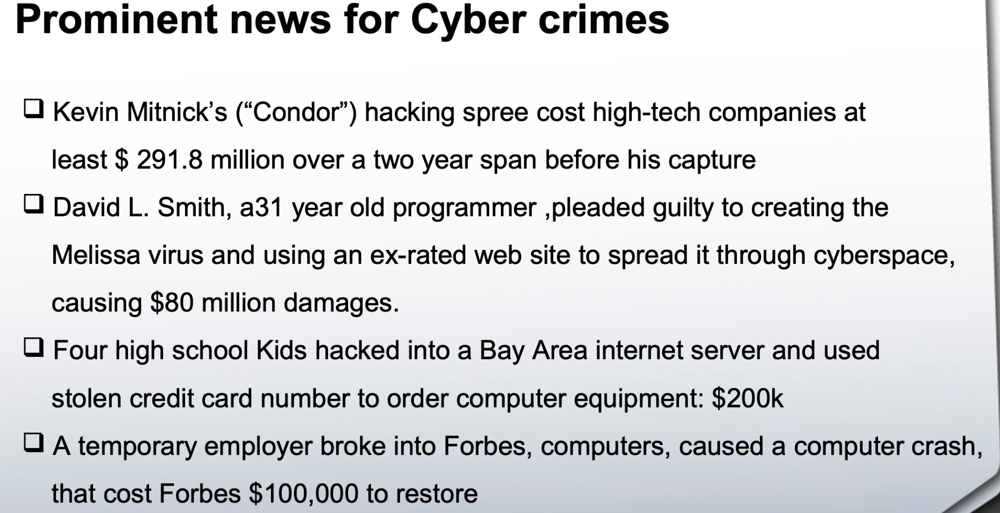 Prominent news for Cyber crimes
❑ Kevin Mitnick’s (“Condor”) hacking spree cost high-tech companies at
least $ 291.8 million over a two year span before his capture
❑ David L. Smith, a31 year old programmer ,pleaded guilty to creating the
Melissa virus and using an ex-rated web site to spread it through cyberspace,
causing $80 million damages.
❑ Four high school Kids hacked into a Bay Area internet server and used
stolen credit card number to order computer equipment: $200k
❑ A temporary employer broke into Forbes, computers, caused a computer crash,
that cost Forbes $100,000 to restore